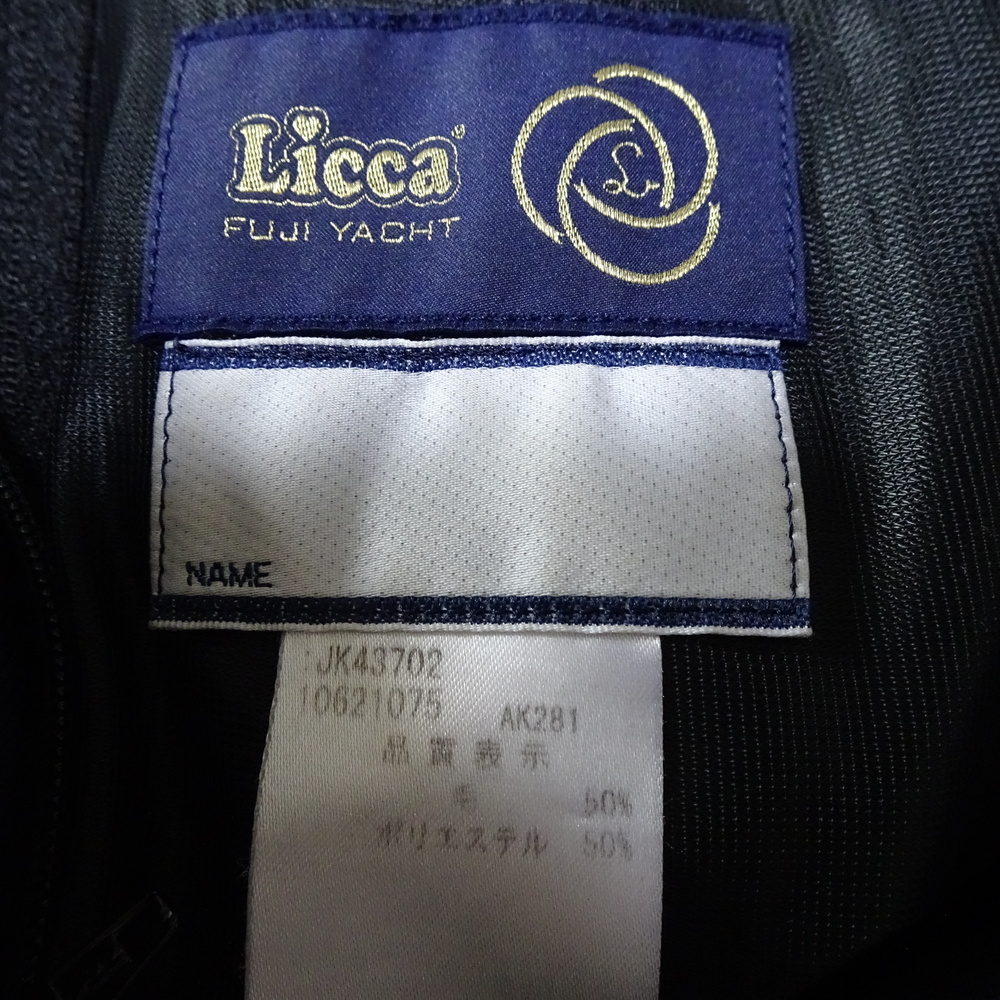 Licca
FUJI YACHT
L
NAME
JK43702
10621075 AK281
品質表示
毛 50%
ポリエステル 50%